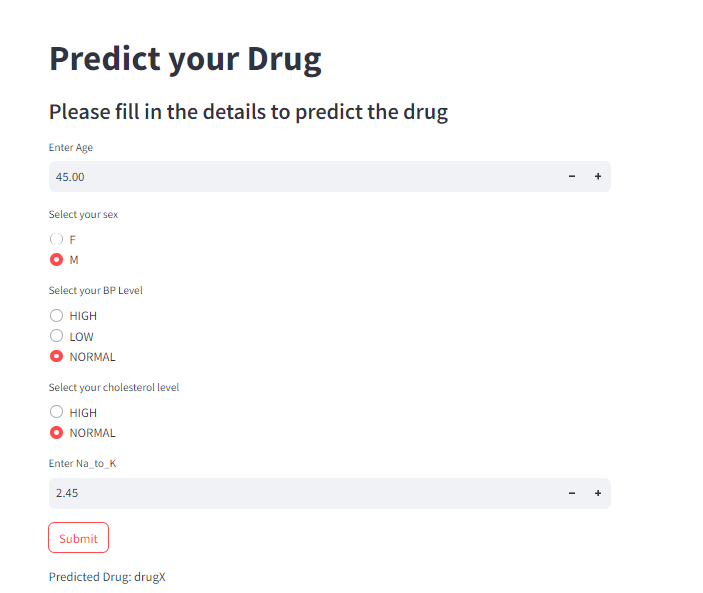 Predict your Drug
Please fill in the details to predict the drug
Enter Age
45.00 − +
Select your sex
F
M
Select your BP Level
HIGH
LOW
NORMAL
Select your cholesterol level
HIGH
NORMAL
Enter Na_to_K
2.45 − +
Submit
Predicted Drug: drugX